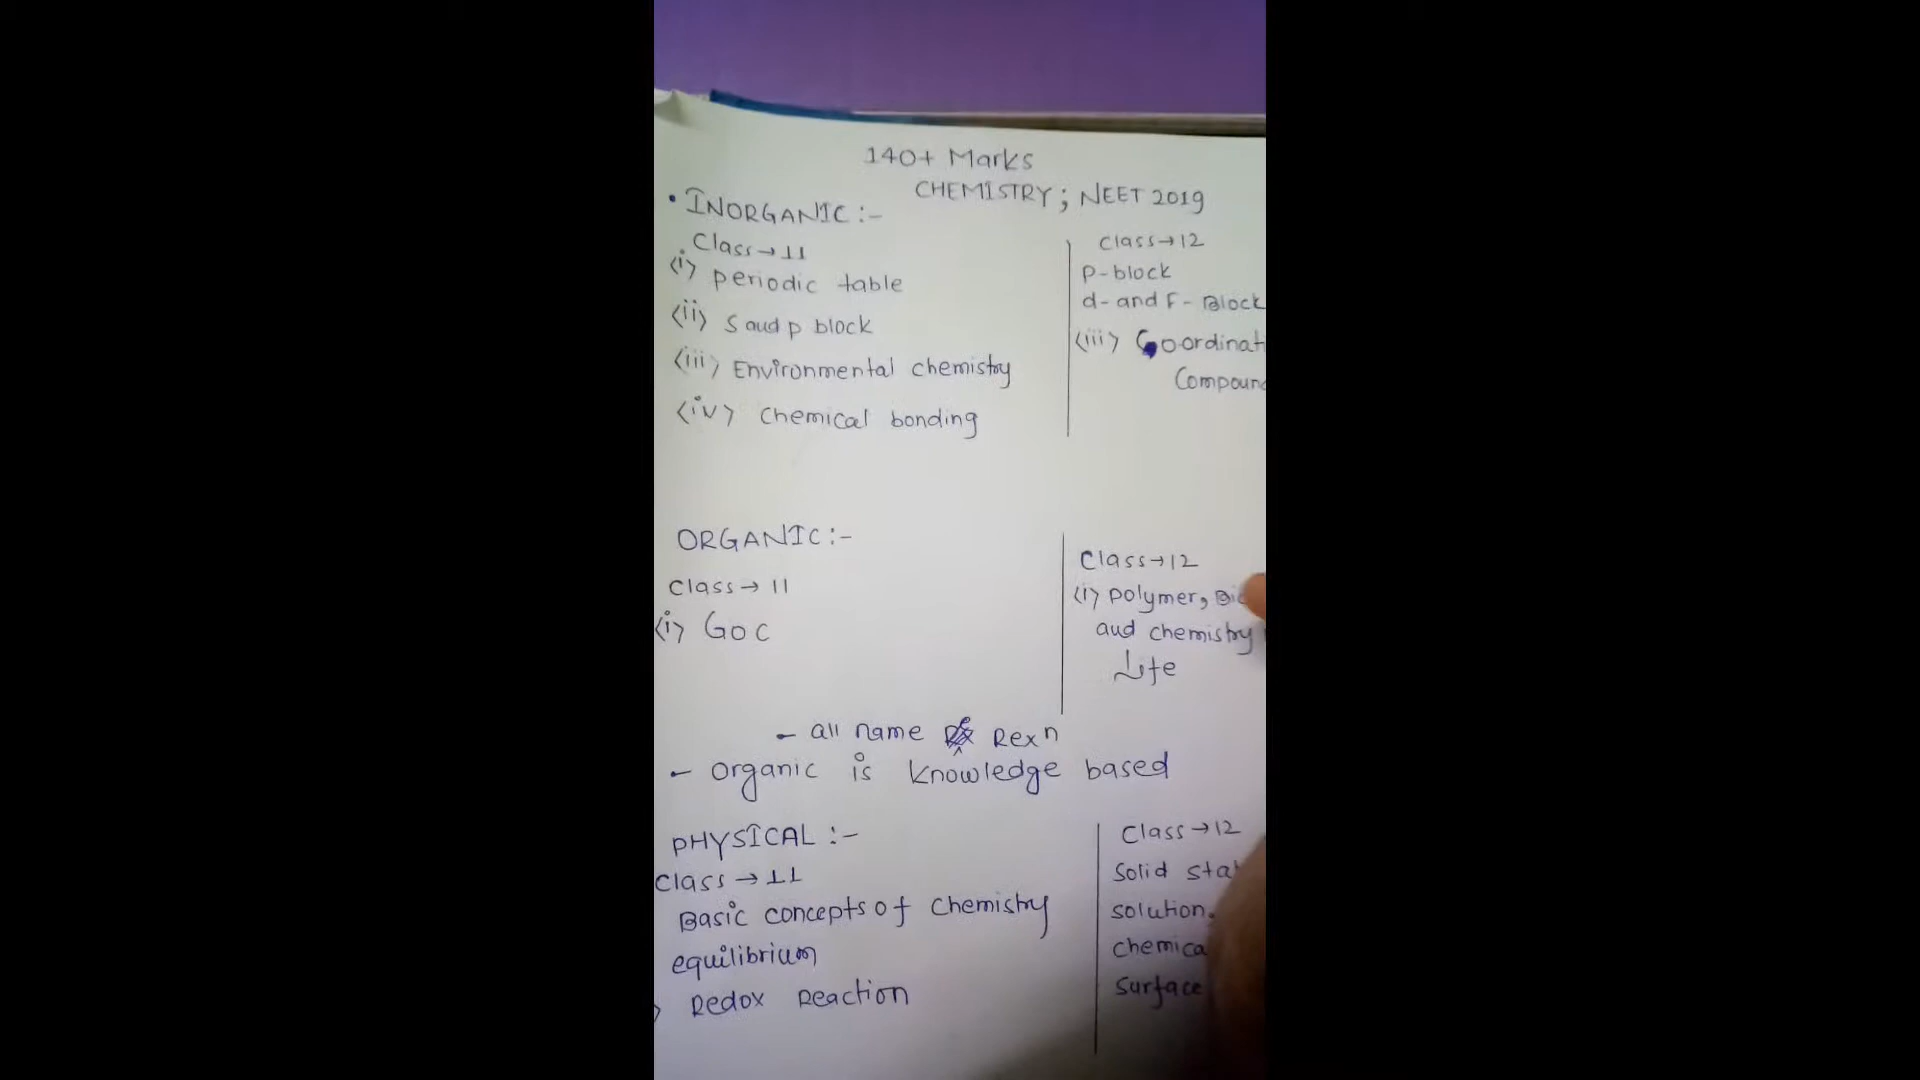 140+ Marks
CHEMISTRY ; NEET 2019
• INORGANIC :-
Class → 11
<i> periodic table
<ii> S and p block
<iii> Environmental chemistry
<iv> Chemical bonding
Class → 12
P-block
d- and F- Block
<iii> Coordinat
Compoun
ORGANIC :-
Class → 11
<i> GOC
Class → 12
<i> polymer, Bi
and chemistry
Life
- all name Rexn
- Organic is knowledge based
PHYSICAL :-
Class → 11
Basic concepts of Chemistry
equilibrium
Redox Reaction
Class → 12
Solid sta
solution.
Chemica
Surface